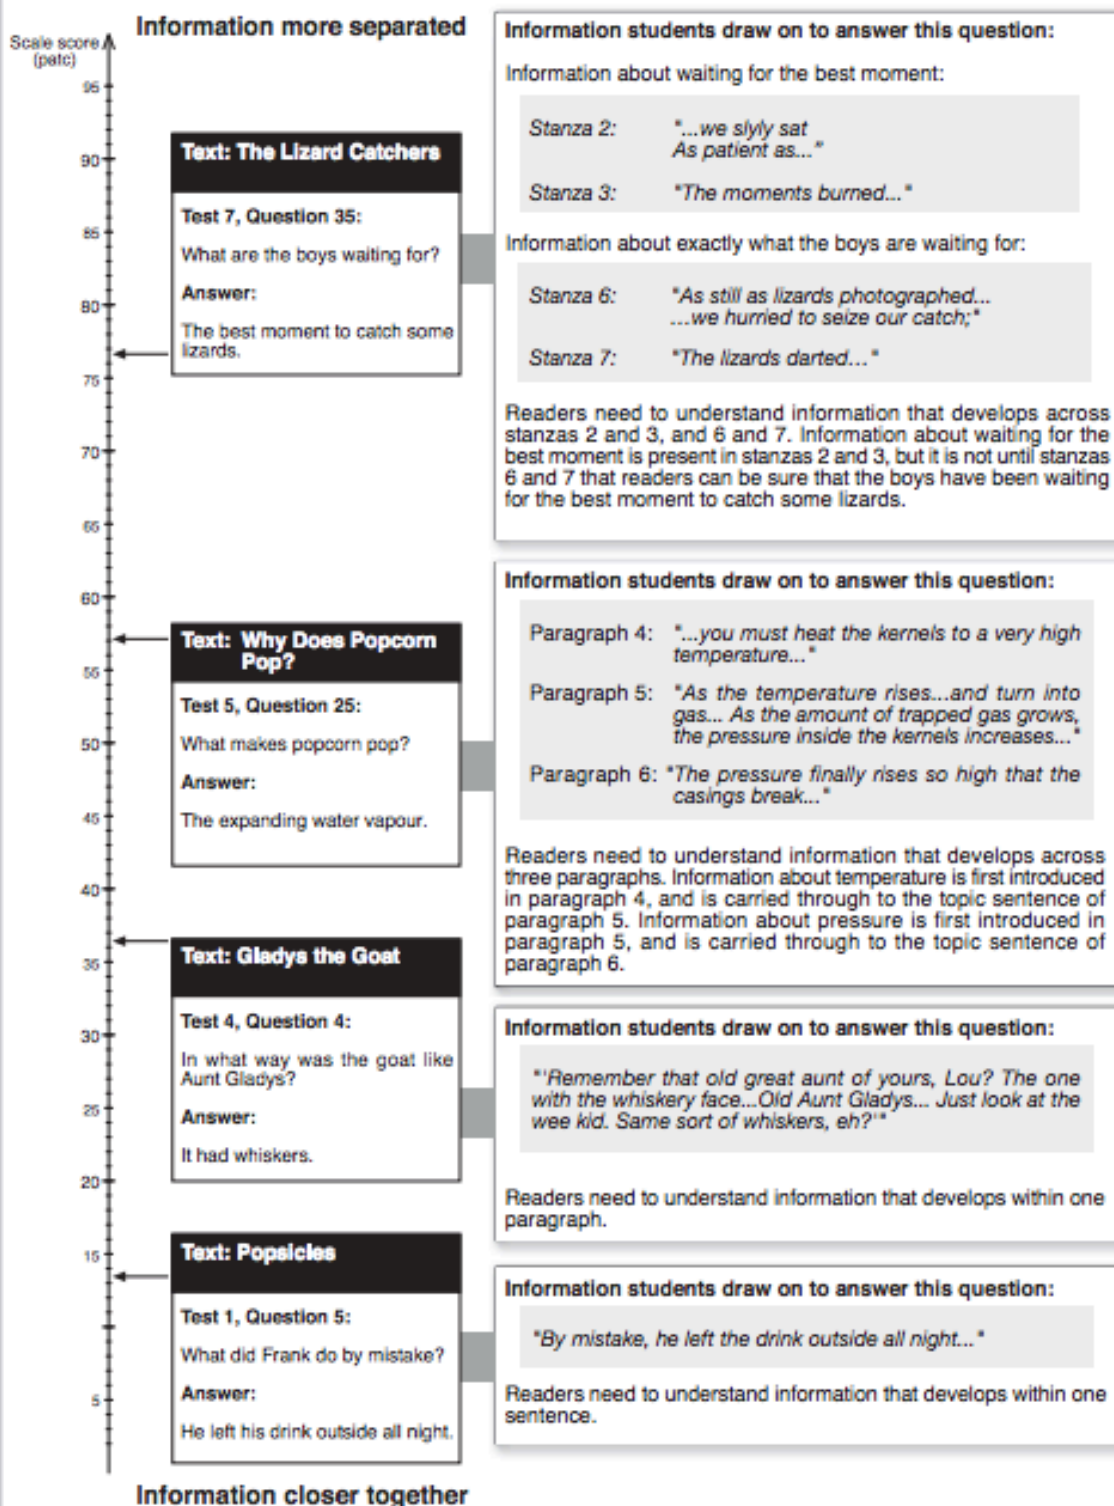 Information more separated
Scale score
(patc)
95
90
85
80
75
70
65
60
55
50
45
40
35
30
25
20
15
5
Text: The Lizard Catchers
Test 7, Question 35:
What are the boys waiting for?
Answer:
The best moment to catch some
lizards.
Information students draw on to answer this question:
Information about waiting for the best moment:
Stanza 2: "...we slyly sat
As patient as..."
Stanza 3: "The moments burned..."
Information about exactly what the boys are waiting for:
Stanza 6: "As still as lizards photographed...
...we hurried to seize our catch;"
Stanza 7: "The lizards darted..."
Readers need to understand information that develops across
stanzas 2 and 3, and 6 and 7. Information about waiting for the
best moment is present in stanzas 2 and 3, but it is not until stanzas
6 and 7 that readers can be sure that the boys have been waiting
for the best moment to catch some lizards.
Text: Why Does Popcorn
Pop?
Test 5, Question 25:
What makes popcorn pop?
Answer:
The expanding water vapour.
Information students draw on to answer this question:
Paragraph 4: "...you must heat the kernels to a very high
temperature..."
Paragraph 5: "As the temperature rises...and turn into
gas... As the amount of trapped gas grows,
the pressure inside the kernels increases..."
Paragraph 6: "The pressure finally rises so high that the
casings break..."
Readers need to understand information that develops across
three paragraphs. Information about temperature is first introduced
in paragraph 4, and is carried through to the topic sentence of
paragraph 5. Information about pressure is first introduced in
paragraph 5, and is carried through to the topic sentence of
paragraph 6.
Text: Gladys the Goat
Test 4, Question 4:
In what way was the goat like
Aunt Gladys?
Answer:
It had whiskers.
Information students draw on to answer this question:
"'Remember that old great aunt of yours, Lou? The one
with the whiskery face...Old Aunt Gladys... Just look at the
wee kid. Same sort of whiskers, eh?'"
Readers need to understand information that develops within one
paragraph.
Text: Popsicles
Test 1, Question 5:
What did Frank do by mistake?
Answer:
He left his drink outside all night.
Information students draw on to answer this question:
"By mistake, he left the drink outside all night..."
Readers need to understand information that develops within one
sentence.
Information closer together